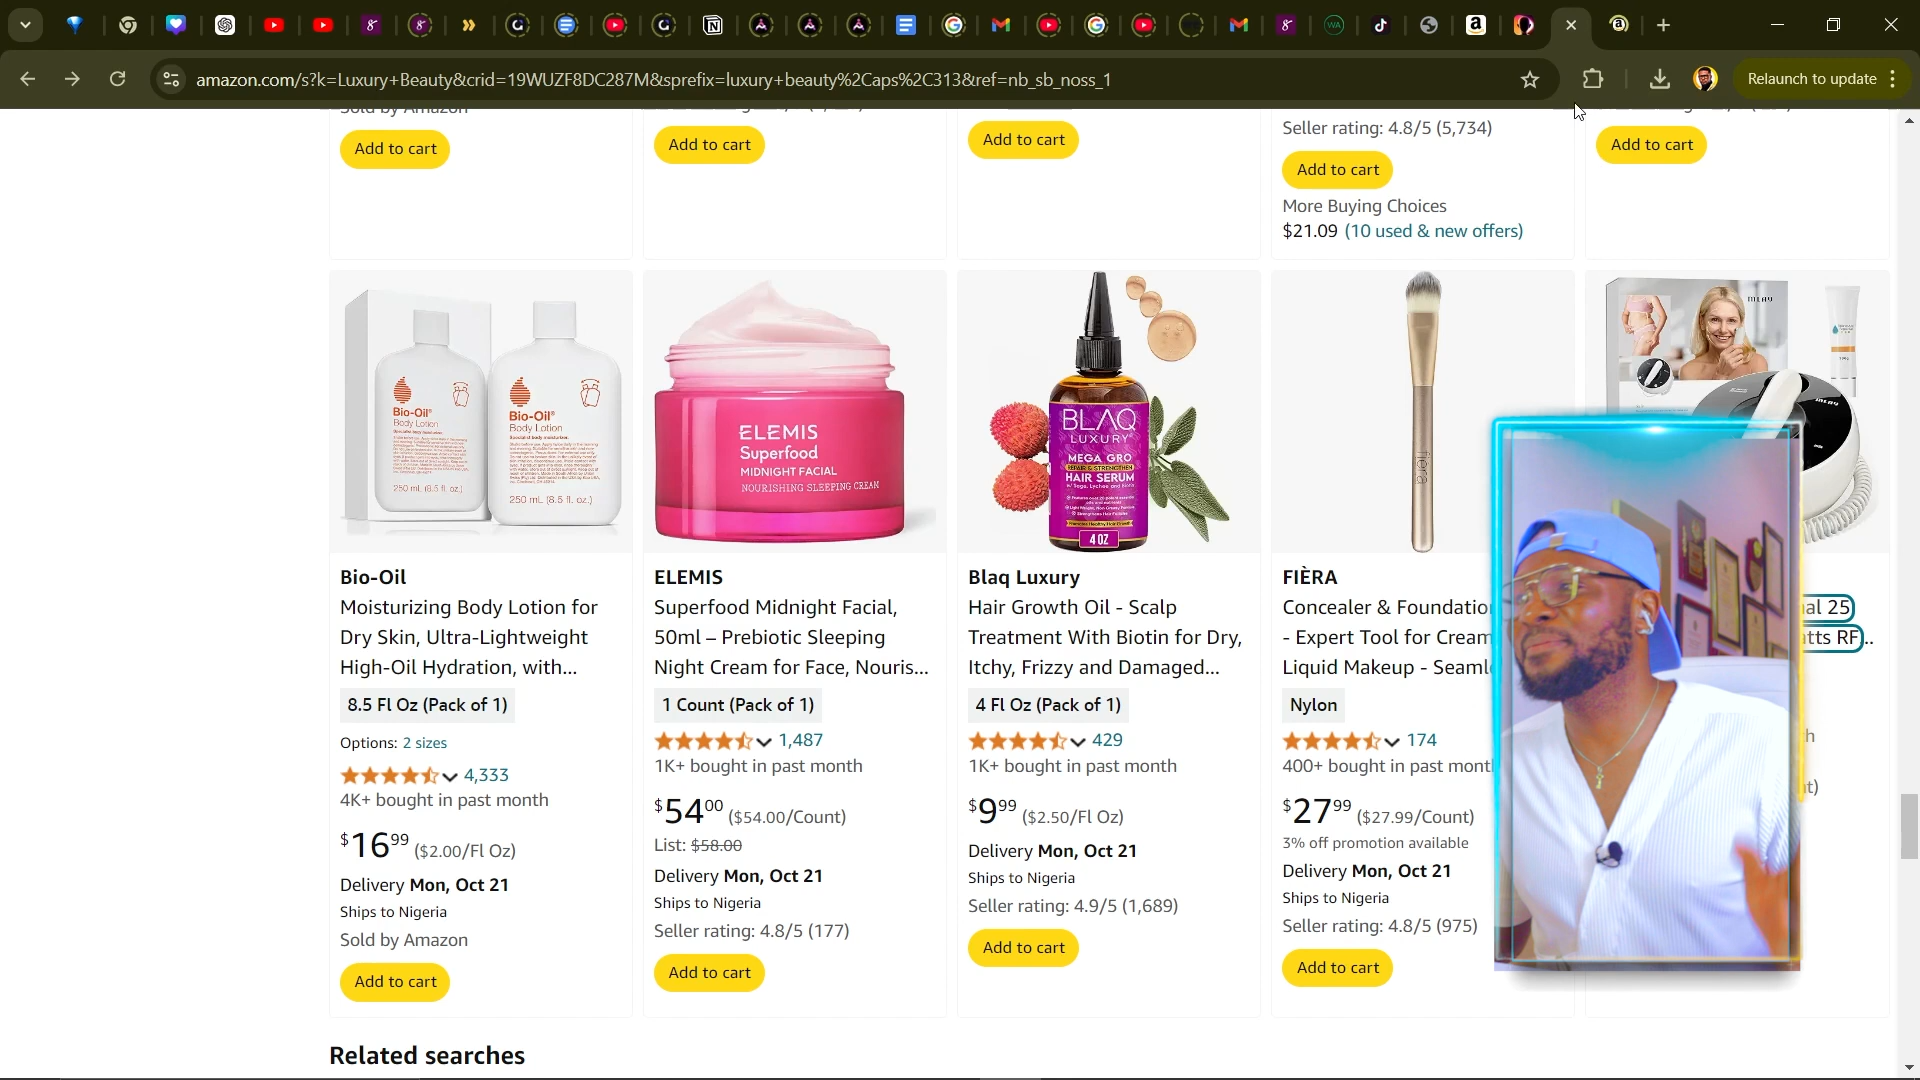 amazon.com/s?k=Luxury+Beauty&crid=19WUZF8DC287M&sprefix=luxury+beauty%2Caps%2C313&ref=nb_sb_noss_1
Relaunch to update
Sold by Amazon
Add to cart
Add to cart
Add to cart
Seller rating: 4.8/5 (5,734)
Add to cart
More Buying Choices
$21.09 (10 used & new offers)
Add to cart
Bio-Oil
Body Lotion
250 mL (8.5 fl. oz.)
Bio-Oil
Body Lotion
Specialist body moisturizer.
250 mL (8.5 fl. oz.)
ELEMIS
Superfood
MIDNIGHT FACIAL
NOURISHING SLEEPING CREAM
BLAQ
LUXURY
MEGA GRO
REPAIR & STRENGTHEN
HAIR SERUM
4 OZ
fièra
MLAY
Bio-Oil
Moisturizing Body Lotion for
Dry Skin, Ultra-Lightweight
High-Oil Hydration, with...
8.5 Fl Oz (Pack of 1)
Options: 2 sizes
4,333
4K+ bought in past month
$16.99 ($2.00/Fl Oz)
Delivery Mon, Oct 21
Ships to Nigeria
Sold by Amazon
Add to cart
ELEMIS
Superfood Midnight Facial,
50ml – Prebiotic Sleeping
Night Cream for Face, Nouris...
1 Count (Pack of 1)
1,487
1K+ bought in past month
$54.00 ($54.00/Count)
List: $58.00
Delivery Mon, Oct 21
Ships to Nigeria
Seller rating: 4.8/5 (177)
Add to cart
Blaq Luxury
Hair Growth Oil - Scalp
Treatment With Biotin for Dry,
Itchy, Frizzy and Damaged...
4 Fl Oz (Pack of 1)
429
1K+ bought in past month
$9.99 ($2.50/Fl Oz)
Delivery Mon, Oct 21
Ships to Nigeria
Seller rating: 4.9/5 (1,689)
Add to cart
FIÈRA
Concealer & Foundatio
- Expert Tool for Cream
Liquid Makeup - Seaml
Nylon
174
400+ bought in past mont
$27.99 ($27.99/Count)
3% off promotion available
Delivery Mon, Oct 21
Ships to Nigeria
Seller rating: 4.8/5 (975)
Add to cart
al 25
tts RF...
h
t)
Related searches